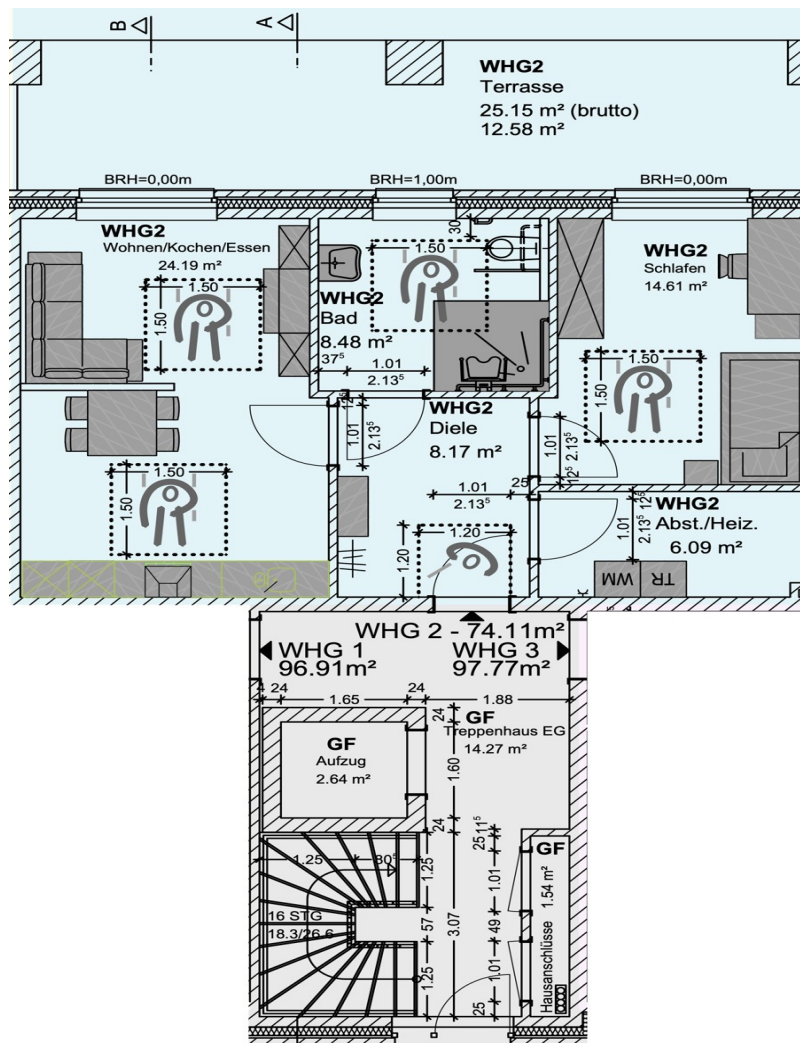 B
A
WHG2
Terrasse
25.15 m² (brutto)
12.58 m²
BRH=0,00m
BRH=1,00m
BRH=0,00m
WHG2
Wohnen/Kochen/Essen
24.19 m²
1.50
1.50
30
1.50
WHG2
Bad
8.48 m²
37⁵
1.01
2.13⁵
WHG2
Schlafen
14.61 m²
1.50
1.50
12⁵
1.01
2.13⁵
WHG2
Diele
8.17 m²
1.01
2.13⁵
12⁵
1.50
1.50
1.01
2.13⁵
25
1.20
1.20
WHG2
Abst./Heiz.
6.09 m²
12⁵
1.01
2.13⁵
WM
TR
WHG 2 - 74.11m²
WHG 1
96.91m²
WHG 3
97.77m²
4
24
1.65
24
1.88
24
GF
Treppenhaus EG
14.27 m²
GF
Aufzug
2.64 m²
1.60
24
1.25
80⁵
1.25
57
1.25
3.07
11⁵
25
1.01
49
1.01
25
16 STG
18.3/26.6
GF
Hausanschlüsse
1.54 m²